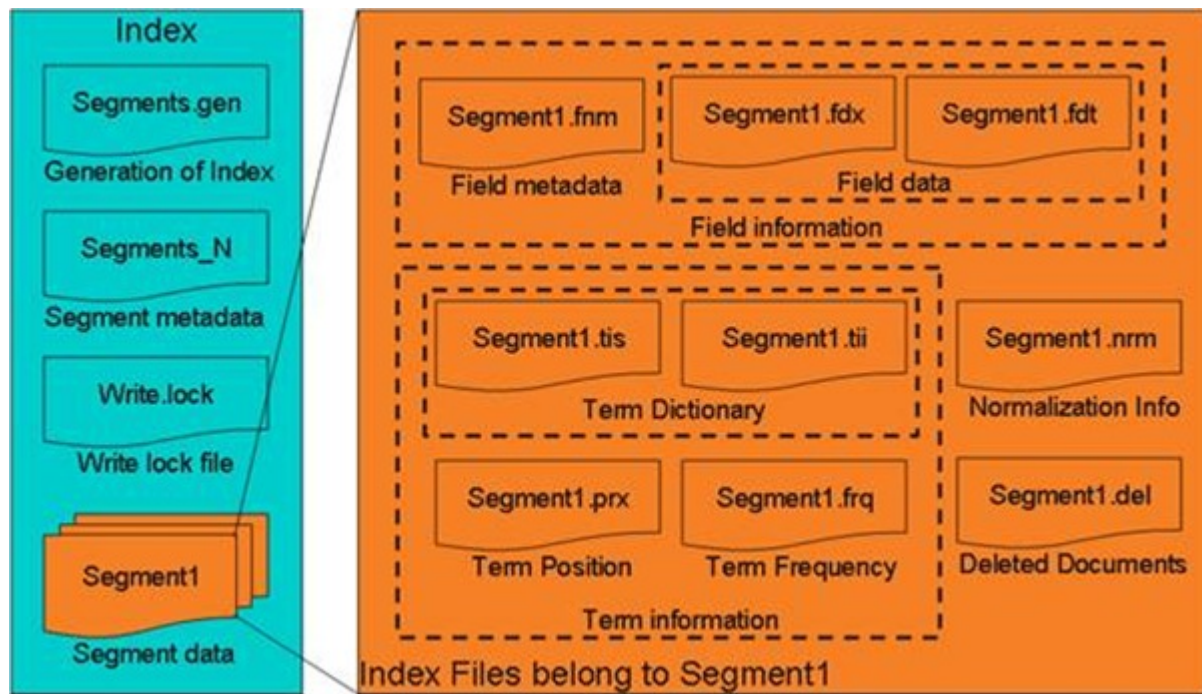 Index
Segments.gen
Generation of Index
Segments_N
Segment metadata
Write.lock
Write lock file
Segment1
Segment data
Segment1.fnm
Field metadata
Segment1.fdx
Segment1.fdt
Field data
Field information
Segment1.tis
Segment1.tii
Term Dictionary
Segment1.prx
Term Position
Segment1.frq
Term Frequency
Term information
Segment1.nrm
Normalization Info
Segment1.del
Deleted Documents
Index Files belong to Segment1